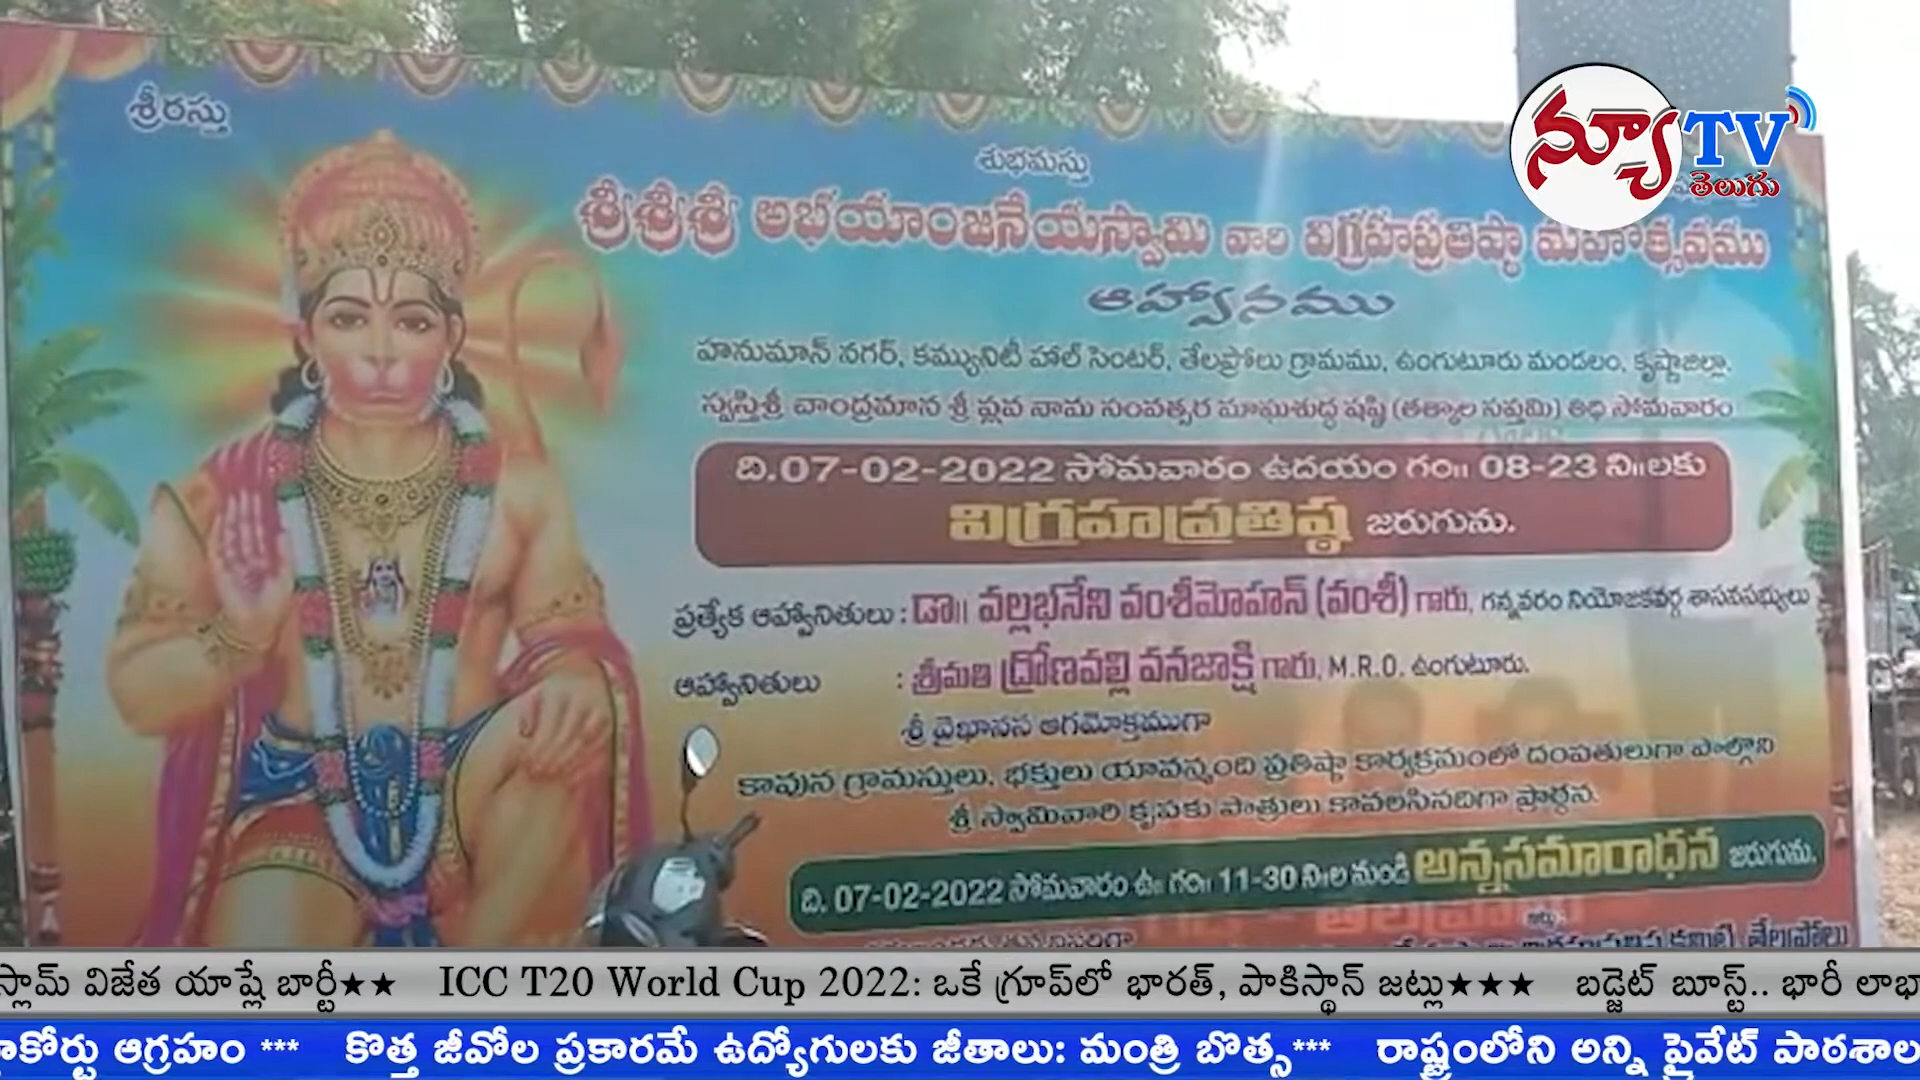 శ్రీరస్తు
శుభమస్తు
శ్రీశ్రీశ్రీ అభయాంజనేయస్వామి వారి విగ్రహప్రతిష్ఠా మహోత్సవము
ఆహ్వానము
హనుమాన్ నగర్, కమ్యునిటీ హాల్ సెంటర్, తేలప్రోలు గ్రామము, ఉంగుటూరు మండలం, కృష్ణాజిల్లా.
స్వస్తిశ్రీ చాంద్రమాన శ్రీ ప్లవ నామ సంవత్సర మాఘశుద్ధ షష్ఠి (తత్కాల సప్తమి) తిథి సోమవారం
ది.07-02-2022 సోమవారం ఉదయం గం॥ 08-23 ని॥లకు
విగ్రహప్రతిష్ఠ జరుగును.
ప్రత్యేక ఆహ్వానితులు : డా॥ వల్లభనేని వంశీమోహన్ (వంశీ) గారు, గన్నవరం నియోజకవర్గ శాసనసభ్యులు
ఆహ్వానితులు : శ్రీమతి ద్రోణవల్లి వనజాక్షి గారు, M.R.O. ఉంగుటూరు.
శ్రీ వైఖానస ఆగమోక్తముగా
కావున గ్రామస్తులు, భక్తులు యావన్మంది ప్రతిష్ఠా కార్యక్రమంలో దంపతులుగా పాల్గొని
శ్రీ స్వామివారి కృపకు పాత్రులు కావలసినదిగా ప్రార్థన.
ది. 07-02-2022 సోమవారం ఉ॥ గం॥ 11-30 ని॥ల నుండి అన్నసమారాధన జరుగును.
కమిటీ, తేలప్రోలు
న్యూ TV
తెలుగు
స్లామ్ విజేత యాష్లే బార్టీ★★ ICC T20 World Cup 2022: ఒకే గ్రూప్‌లో భారత్, పాకిస్థాన్ జట్లు★★★ బడ్జెట్ బూస్ట్.. భారీ లాభా
ఆగ్రహం *** కొత్త జీవోల ప్రకారమే ఉద్యోగులకు జీతాలు: మంత్రి బొత్స*** రాష్ట్రంలోని అన్ని ప్రైవేట్ పాఠశాల